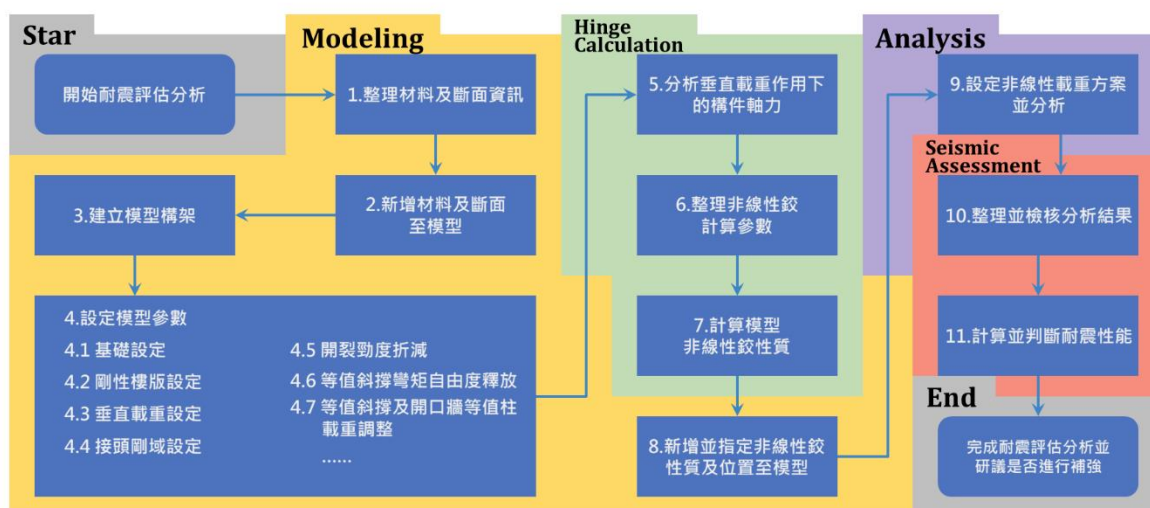 Star
開始耐震評估分析
Modeling
1.整理材料及斷面資訊
2.新增材料及斷面
至模型
3.建立模型構架
4.設定模型參數
4.1 基礎設定
4.2 剛性樓版設定
4.3 垂直載重設定
4.4 接頭剛域設定
4.5 開裂勁度折減
4.6 等值斜撐彎矩自由度釋放
4.7 等值斜撐及開口牆等值柱
載重調整
......
Hinge
Calculation
5.分析垂直載重作用下
的構件軸力
6.整理非線性鉸
計算參數
7.計算模型
非線性鉸性質
8.新增並指定非線性鉸
性質及位置至模型
Analysis
9.設定非線性載重方案
並分析
Seismic
Assessment
10.整理並檢核分析結果
11.計算並判斷耐震性能
End
完成耐震評估分析並
研議是否進行補強